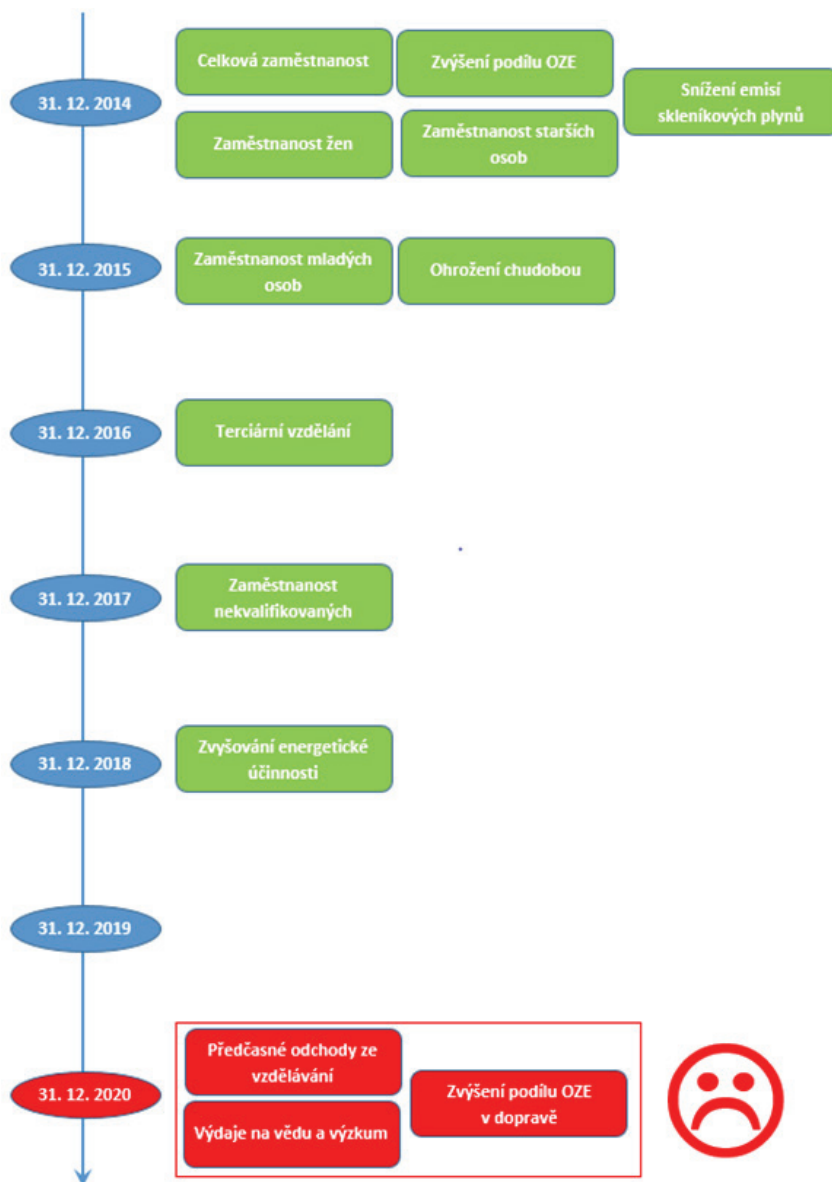 31. 12. 2014
Celková zaměstnanost
Zvýšení podílu OZE
Snížení emisí
skleníkových plynů
Zaměstnanost žen
Zaměstnanost starších
osob
31. 12. 2015
Zaměstnanost mladých
osob
Ohrožení chudobou
31. 12. 2016
Terciární vzdělání
31. 12. 2017
Zaměstnanost
nekvalifikovaných
31. 12. 2018
Zvyšování energetické
účinnosti
31. 12. 2019
31. 12. 2020
Předčasné odchody ze
vzdělávání
Výdaje na vědu a výzkum
Zvýšení podílu OZE
v dopravě